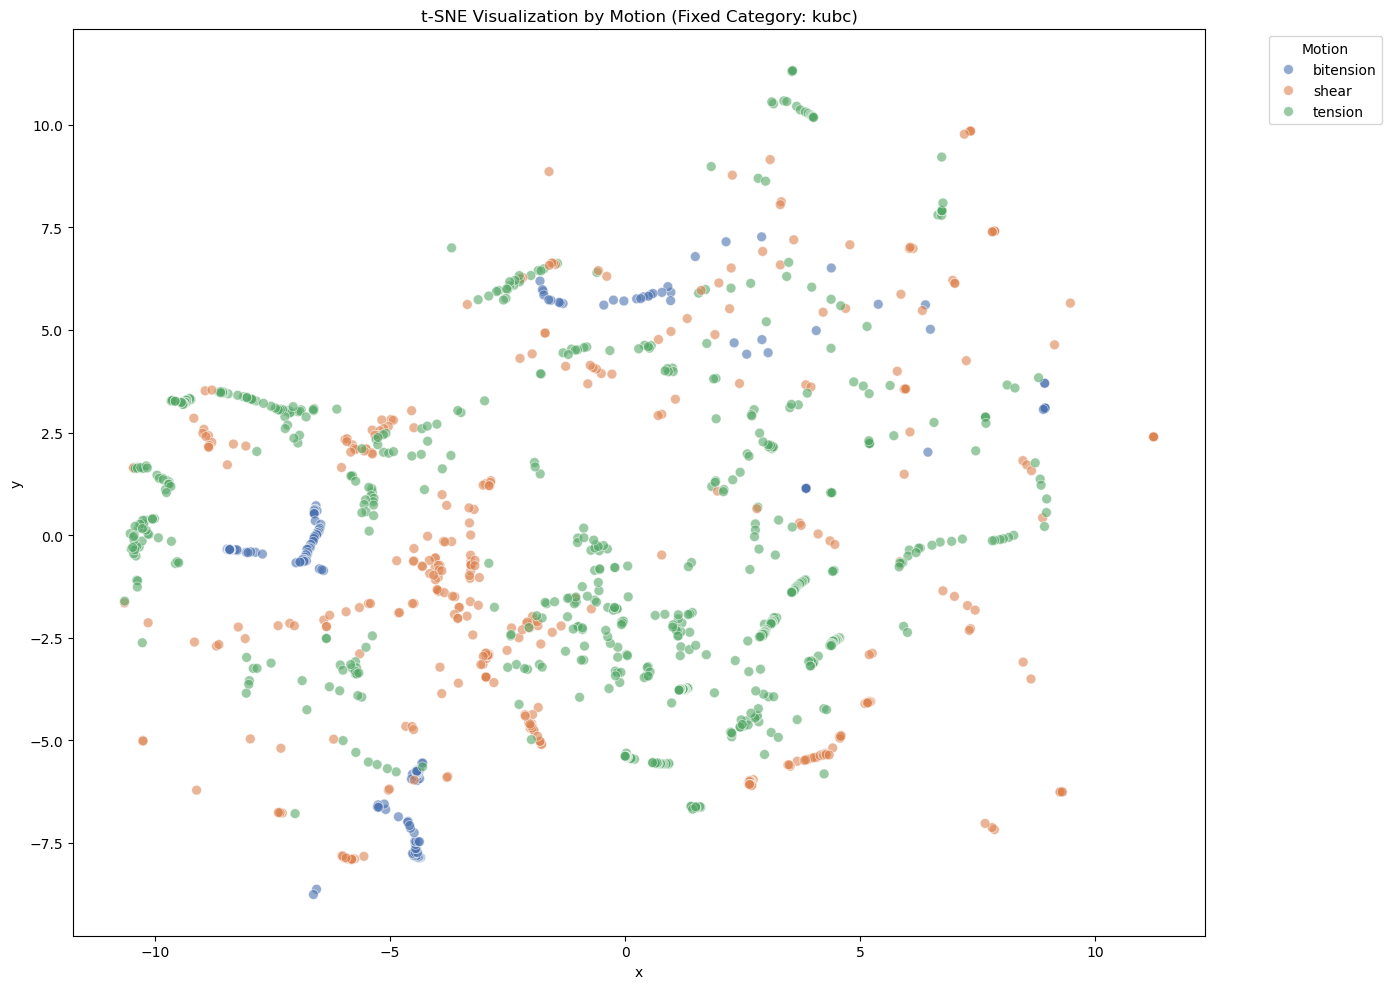 t-SNE Visualization by Motion (Fixed Category: kubc)
Motion
bitension
shear
tension
10.0
7.5
5.0
2.5
0.0
−2.5
−5.0
−7.5
y
−10
−5
0
5
10
x